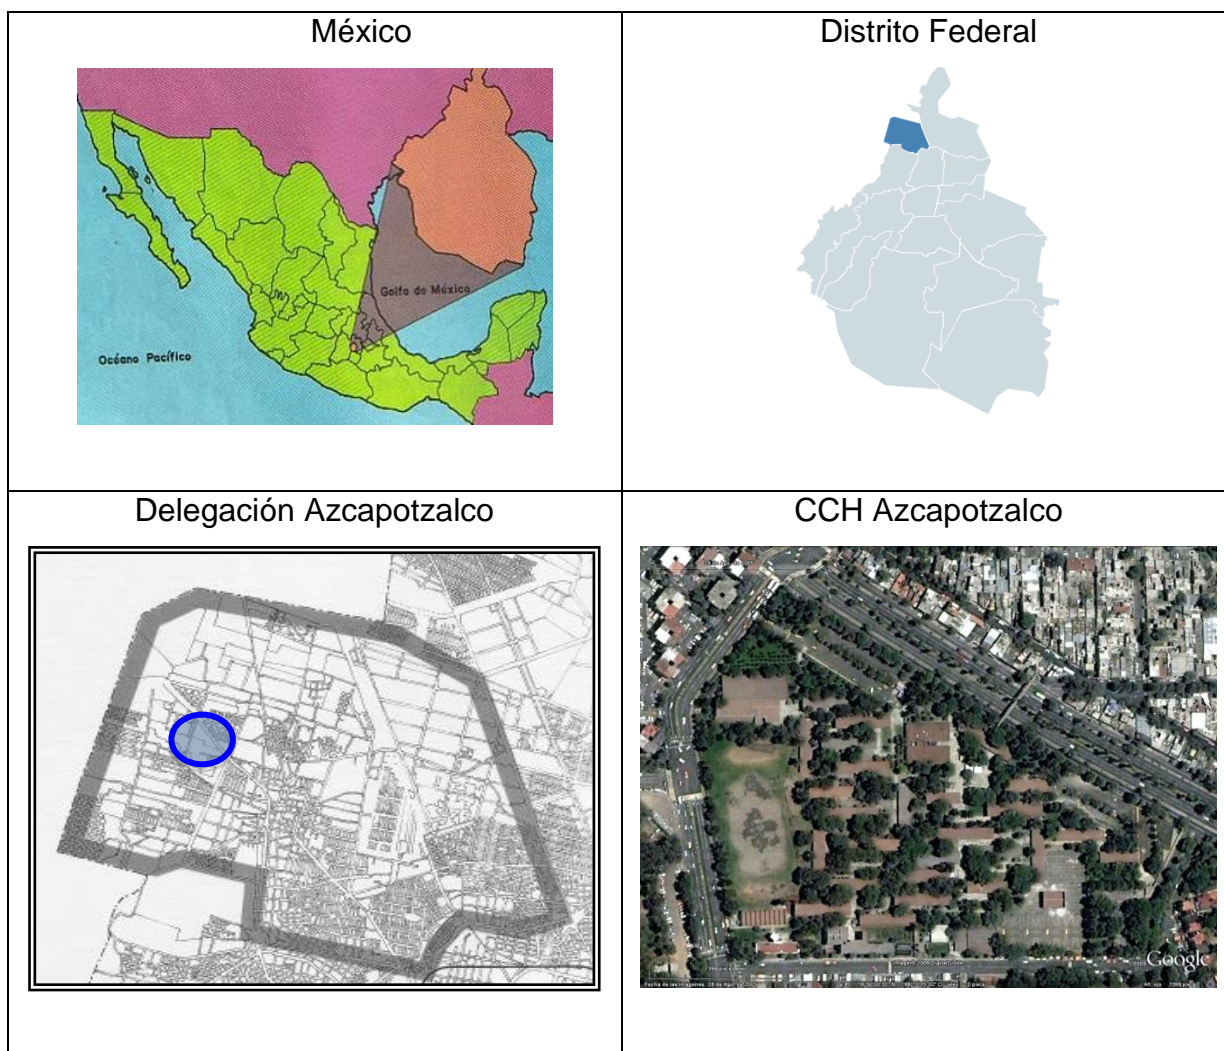 México
Distrito Federal
Golfo de México
Océano Pacífico
Delegación Azcapotzalco
CCH Azcapotzalco
Google